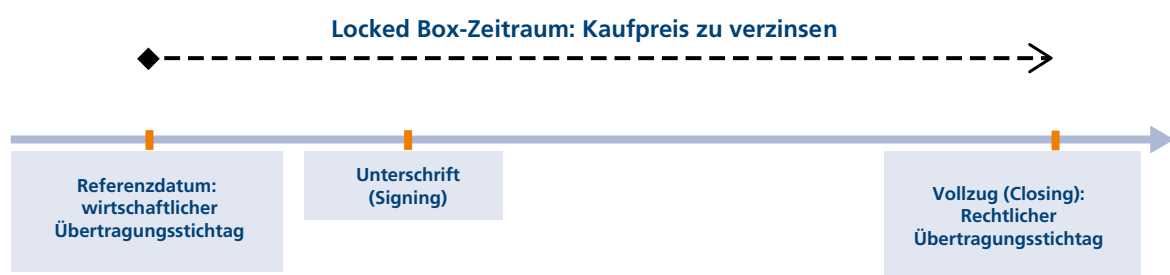 Locked Box-Zeitraum: Kaufpreis zu verzinsen
Referenzdatum:
wirtschaftlicher
Übertragungsstichtag
Unterschrift
(Signing)
Vollzug (Closing):
Rechtlicher
Übertragungsstichtag